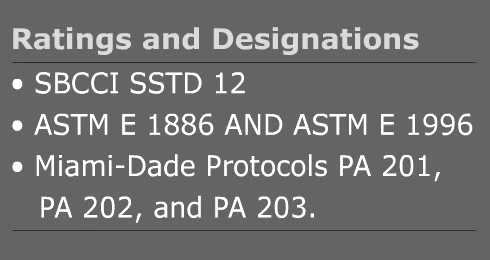 Ratings and Designations
• SBCCI SSTD 12
• ASTM E 1886 AND ASTM E 1996
• Miami-Dade Protocols PA 201,
PA 202, and PA 203.